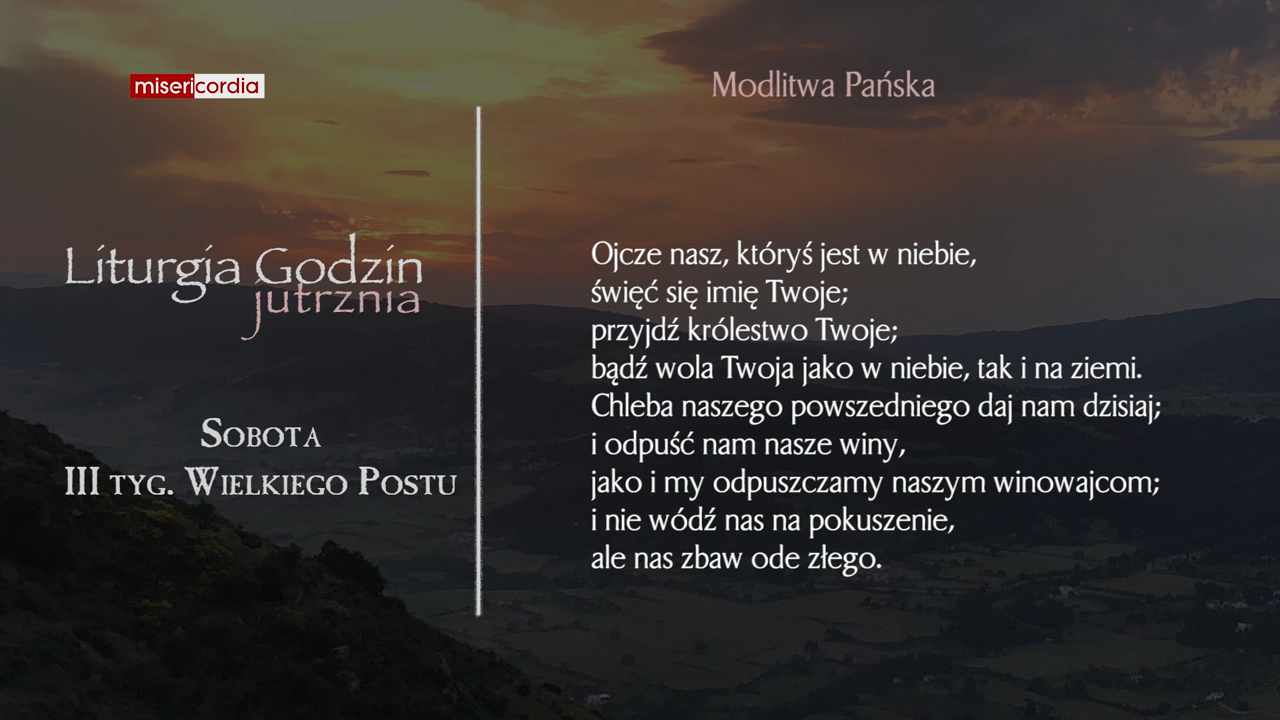 misericordia
Liturgia Godzin
jutrznia
Sobota
III tyg. Wielkiego Postu
Modlitwa Pańska
Ojcze nasz, któryś jest w niebie,
święć się imię Twoje;
przyjdź królestwo Twoje;
bądź wola Twoja jako w niebie, tak i na ziemi.
Chleba naszego powszedniego daj nam dzisiaj;
i odpuść nam nasze winy,
jako i my odpuszczamy naszym winowajcom;
i nie wódź nas na pokuszenie,
ale nas zbaw ode złego.